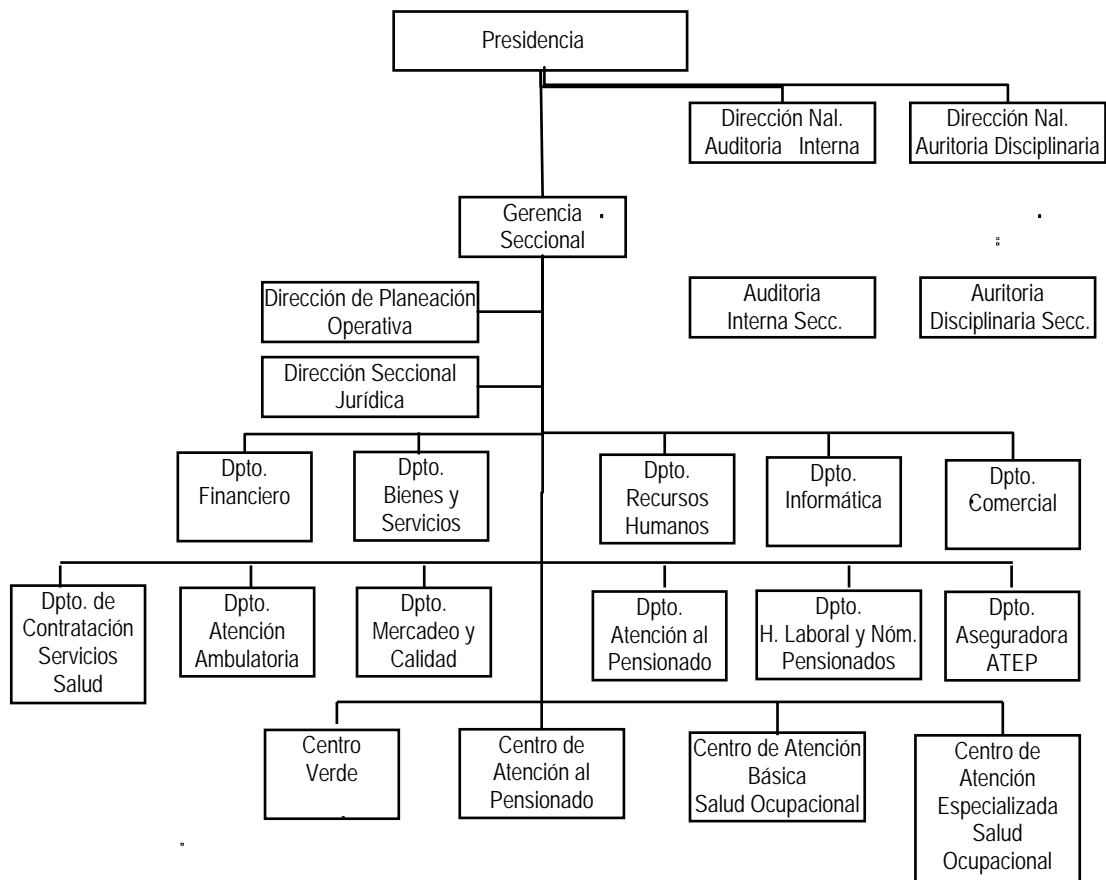 Presidencia
Dirección Nal.
Auditoria Interna
Dirección Nal.
Auritoria Disciplinaria
Gerencia
Seccional
Dirección de Planeación
Operativa
Auditoria
Interna Secc.
Auritoria
Disciplinaria Secc.
Dirección Seccional
Jurídica
Dpto.
Financiero
Dpto.
Bienes y
Servicios
Dpto.
Recursos
Humanos
Dpto.
Informática
Dpto.
Comercial
Dpto. de
Contratación
Servicios
Salud
Dpto.
Atención
Ambulatoria
Dpto.
Mercadeo y
Calidad
Dpto.
Atención al
Pensionado
Dpto.
H. Laboral y Nóm.
Pensionados
Dpto.
Aseguradora
ATEP
Centro
Verde
Centro de
Atención al
Pensionado
Centro de Atención
Básica
Salud Ocupacional
Centro de
Atención
Especializada
Salud
Ocupacional